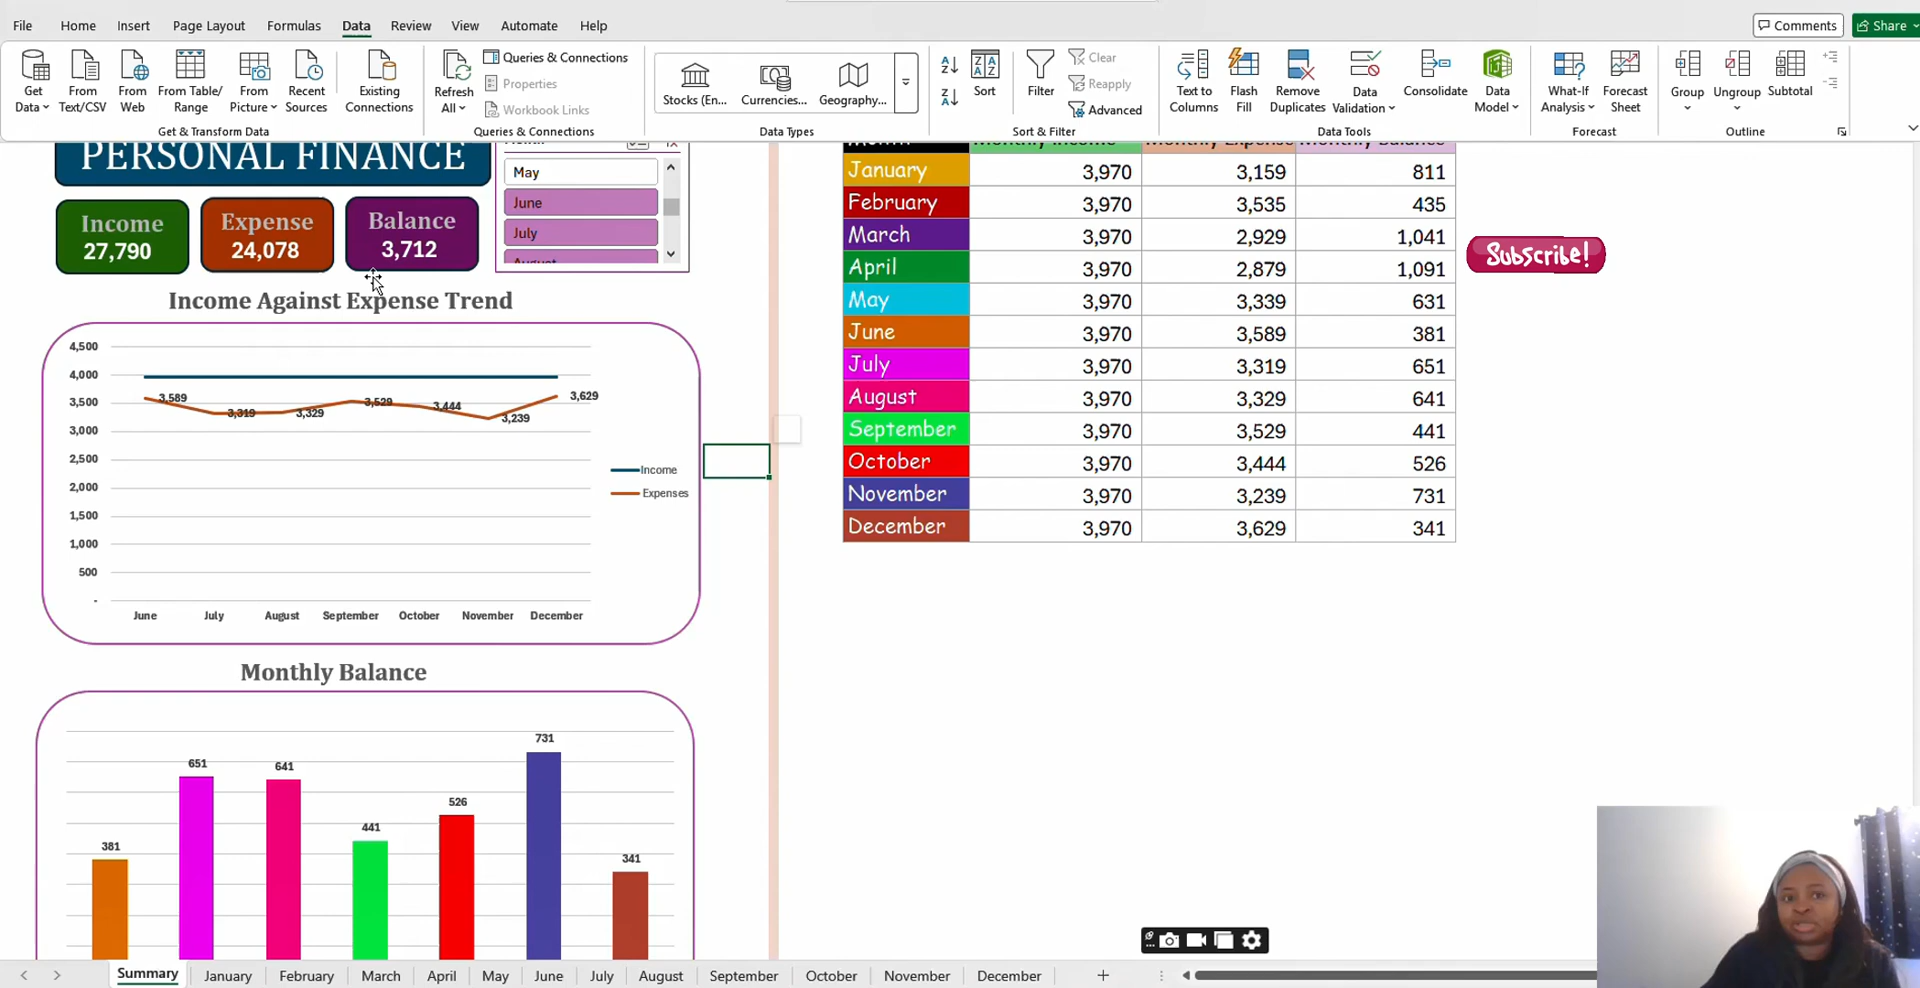 File Home Insert Page Layout Formulas Data Review View Automate Help Comments Share
Get Data
From Text/CSV
From Web
From Table/Range
From Picture
Recent Sources
Existing Connections
Get & Transform Data
Refresh All
Queries & Connections
Properties
Workbook Links
Queries & Connections
Stocks (En...
Currencies...
Geography...
Data Types
Sort
Filter
Clear
Reapply
Advanced
Sort & Filter
Text to Columns
Flash Fill
Remove Duplicates
Data Validation
Consolidate
Data Model
Data Tools
What-If Analysis
Forecast Sheet
Forecast
Group
Ungroup
Subtotal
Outline
PERSONAL FINANCE
Income
27,790
Expense
24,078
Balance
3,712
Month
May
June
July
August
Income Against Expense Trend
4,500
4,000
3,500
3,000
2,500
2,000
1,500
1,000
500
-
3,589 3,319 3,329 3,529 3,444 3,239 3,629
Income
Expenses
June July August September October November December
Monthly Balance
381 651 641 441 526 731 341
Month Monthly Income Monthly Expense Monthly Balance
January 3,970 3,159 811
February 3,970 3,535 435
March 3,970 2,929 1,041
April 3,970 2,879 1,091
May 3,970 3,339 631
June 3,970 3,589 381
July 3,970 3,319 651
August 3,970 3,329 641
September 3,970 3,529 441
October 3,970 3,444 526
November 3,970 3,239 731
December 3,970 3,629 341
Subscribe!
Summary January February March April May June July August September October November December